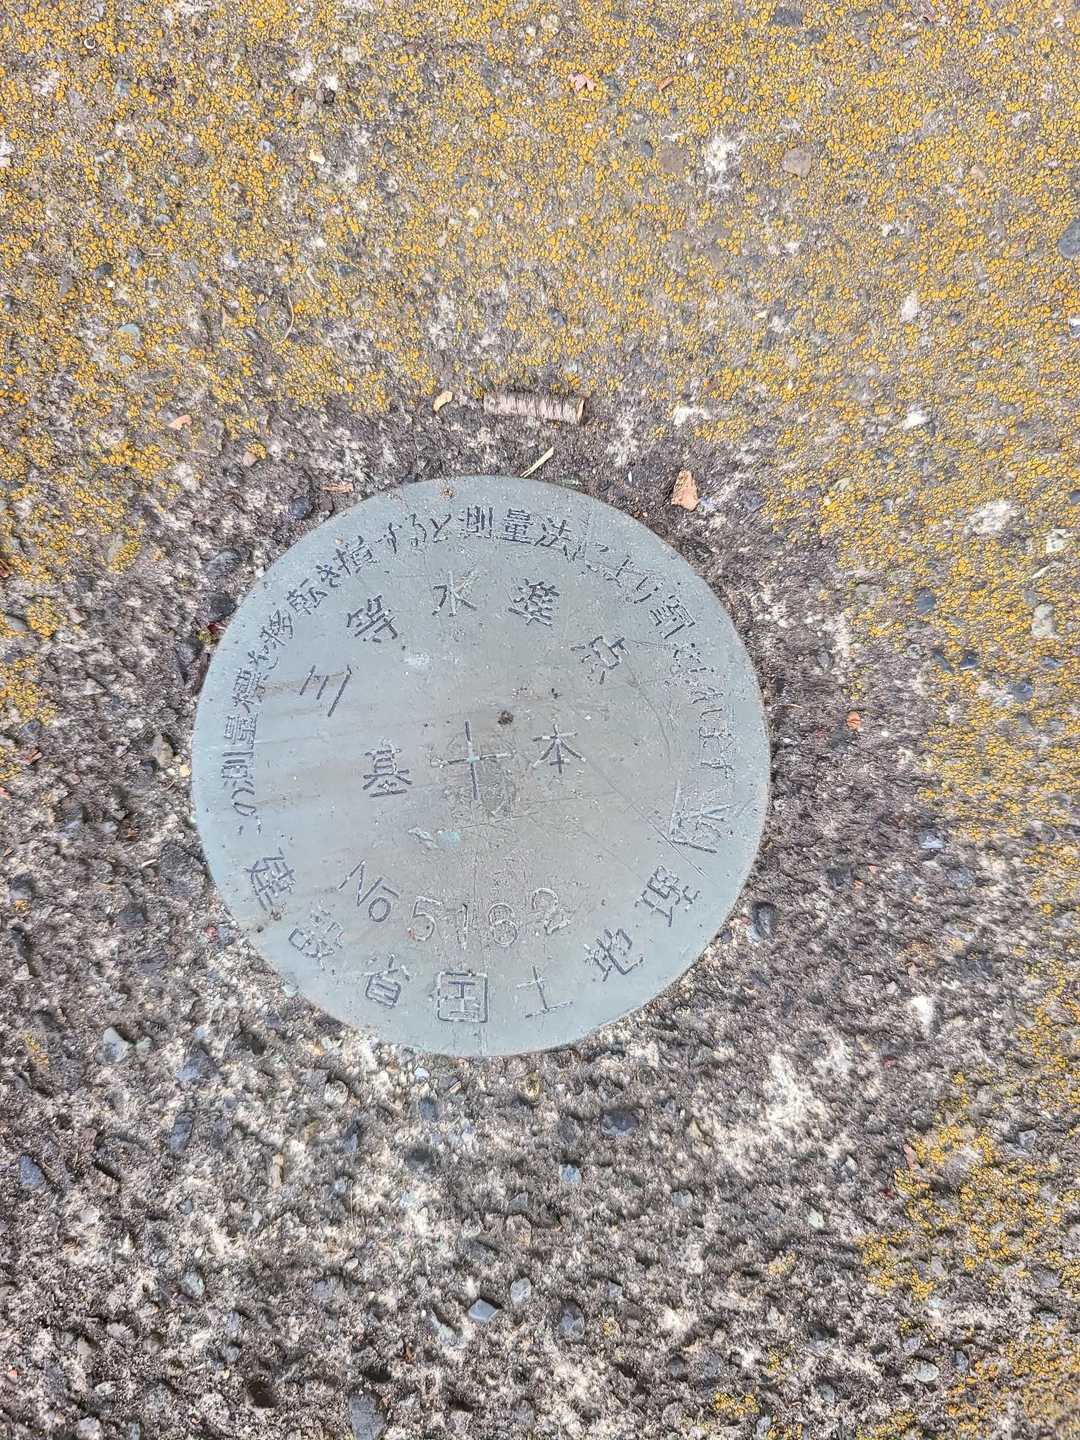 この測量標を移転き損すると測量法により罰せられます
三等水準点
基本
No 5162
建設省国土地理院